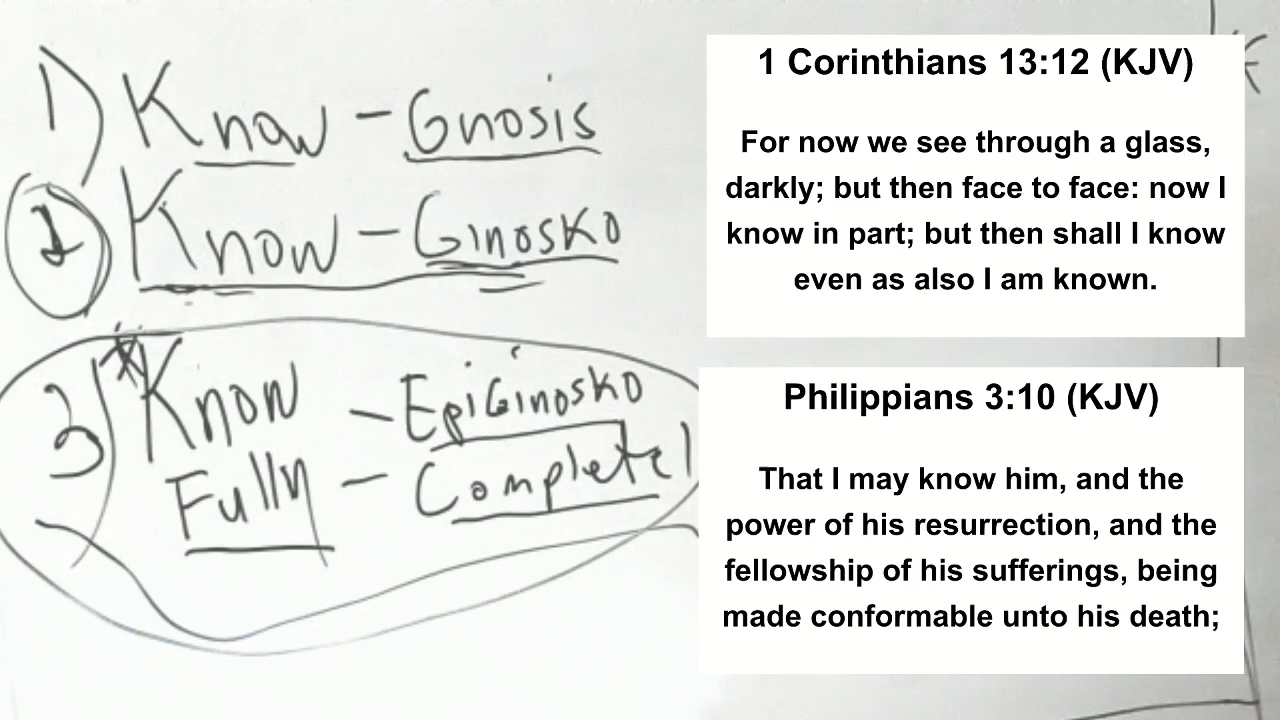 1) Know - Gnosis
2 Know - Ginosko
3) *Know - EpiGinosko
Fully - Complete
1 Corinthians 13:12 (KJV)
For now we see through a glass,
darkly; but then face to face: now I
know in part; but then shall I know
even as also I am known.
Philippians 3:10 (KJV)
That I may know him, and the
power of his resurrection, and the
fellowship of his sufferings, being
made conformable unto his death;